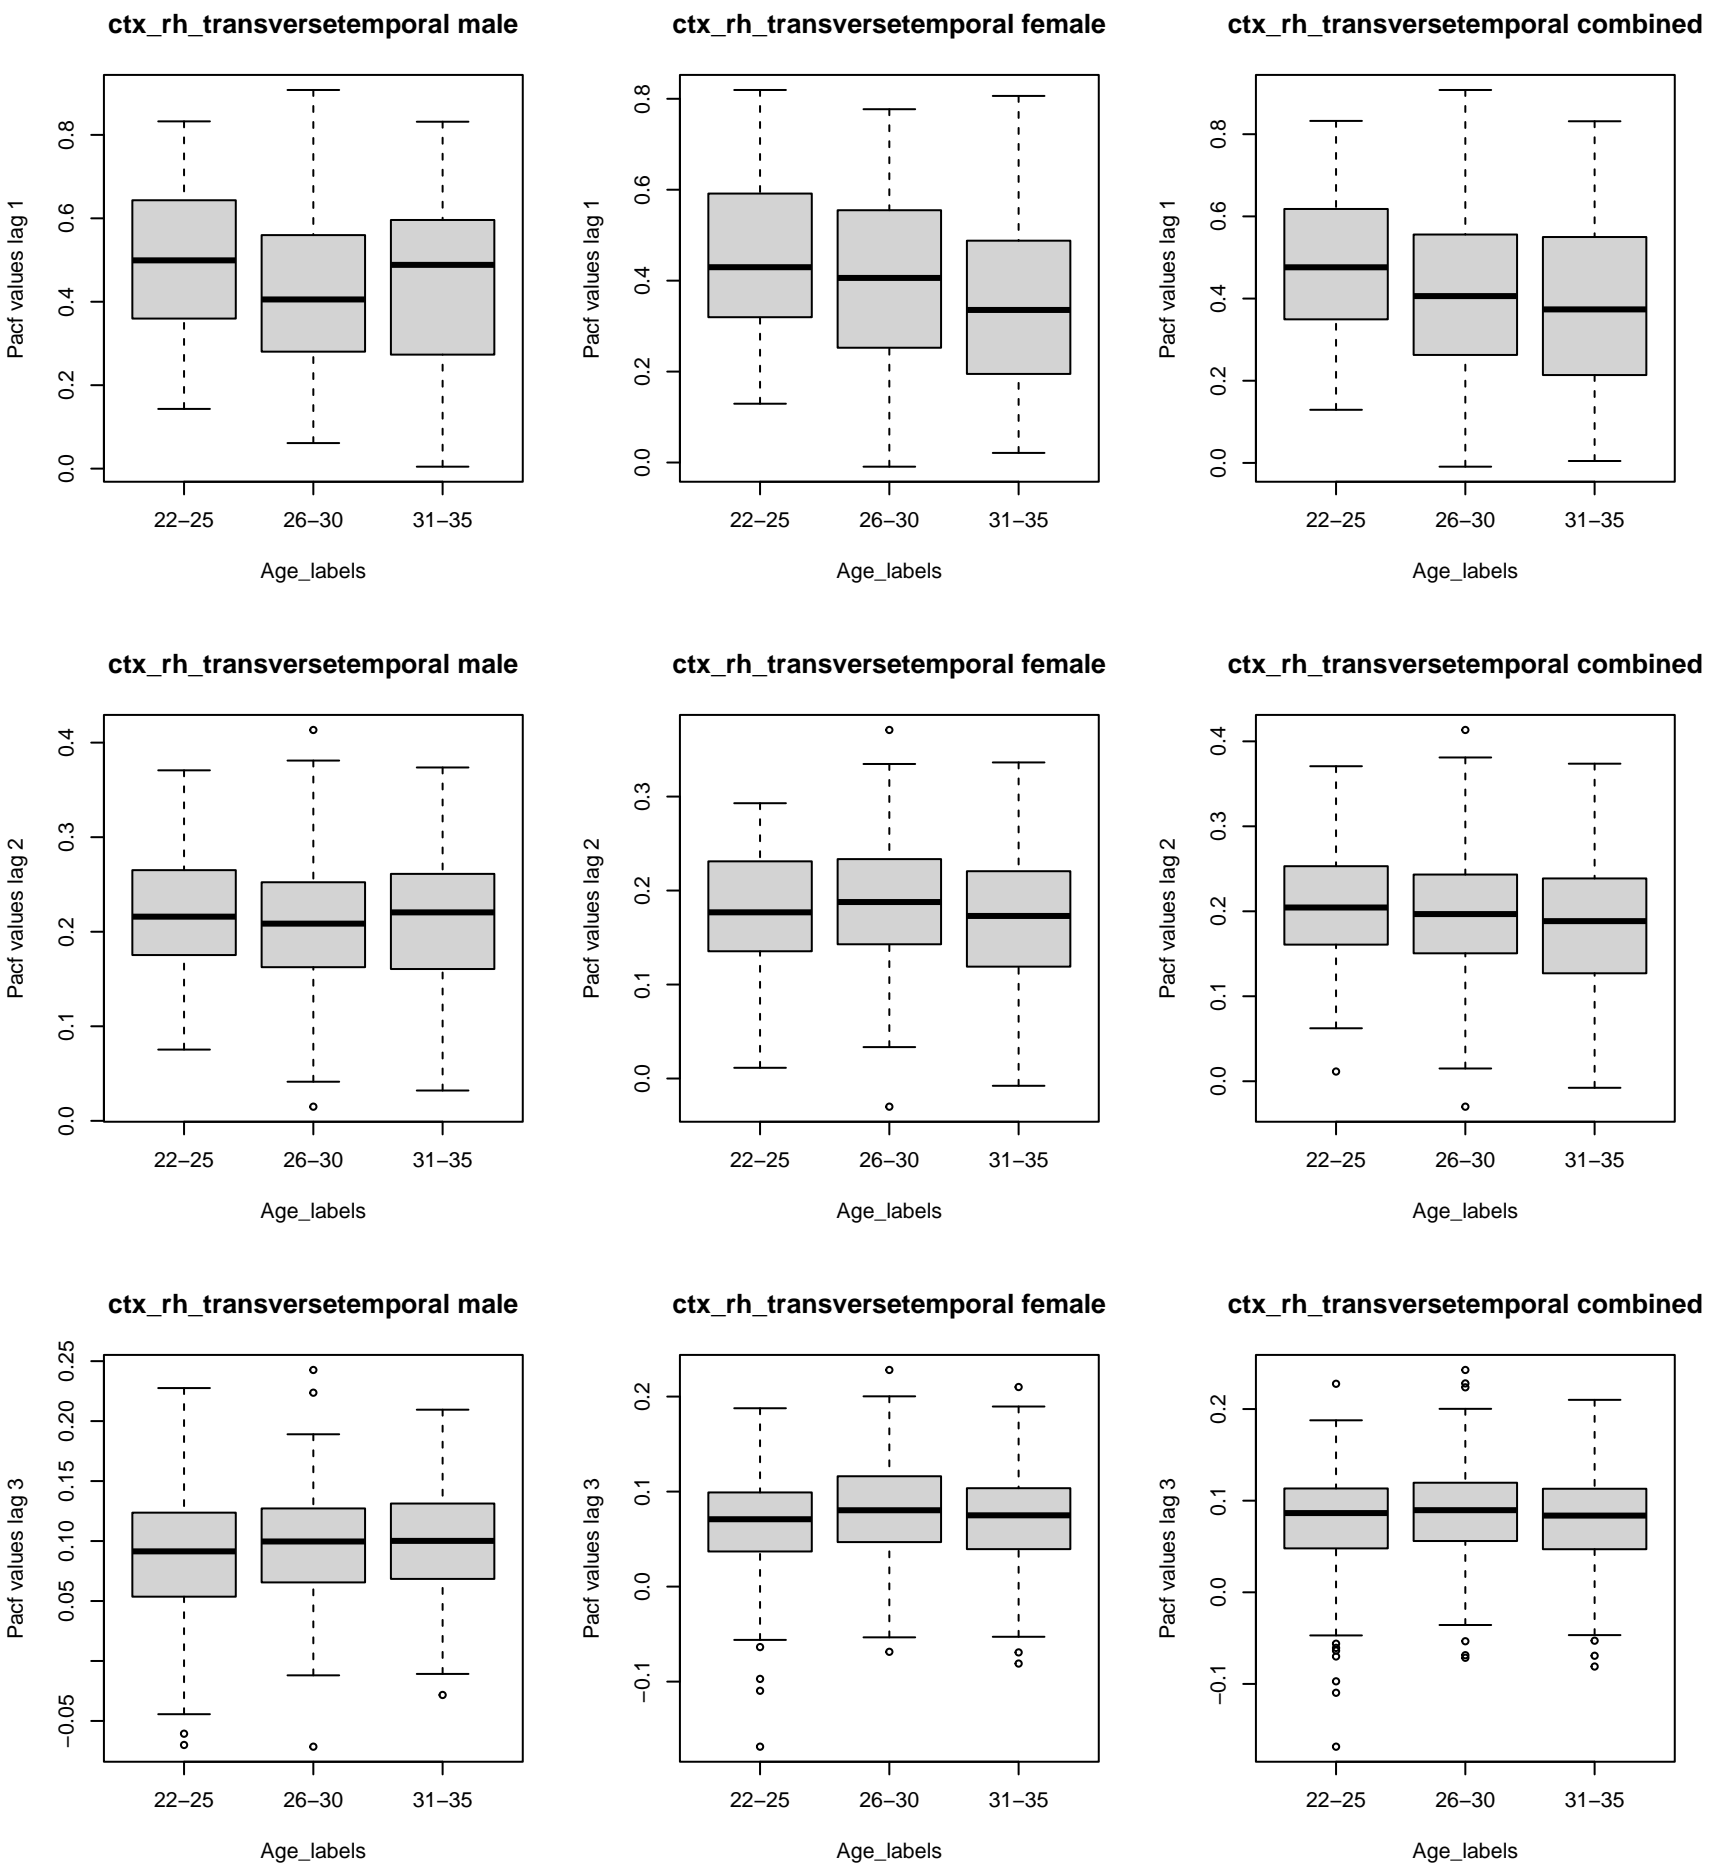 ctx_rh_transversetemporal male
ctx_rh_transversetemporal female
ctx_rh_transversetemporal combined
Pacf values lag 1
0.0 0.2 0.4 0.6 0.8
22−25 26−30 31−35
Age_labels
Pacf values lag 1
0.0 0.2 0.4 0.6 0.8
22−25 26−30 31−35
Age_labels
Pacf values lag 1
0.0 0.2 0.4 0.6 0.8
22−25 26−30 31−35
Age_labels
ctx_rh_transversetemporal male
ctx_rh_transversetemporal female
ctx_rh_transversetemporal combined
Pacf values lag 2
0.0 0.1 0.2 0.3 0.4
22−25 26−30 31−35
Age_labels
Pacf values lag 2
0.0 0.1 0.2 0.3
22−25 26−30 31−35
Age_labels
Pacf values lag 2
0.0 0.1 0.2 0.3 0.4
22−25 26−30 31−35
Age_labels
ctx_rh_transversetemporal male
ctx_rh_transversetemporal female
ctx_rh_transversetemporal combined
Pacf values lag 3
−0.05 0.05 0.10 0.15 0.20 0.25
22−25 26−30 31−35
Age_labels
Pacf values lag 3
−0.1 0.0 0.1 0.2
22−25 26−30 31−35
Age_labels
Pacf values lag 3
−0.1 0.0 0.1 0.2
22−25 26−30 31−35
Age_labels